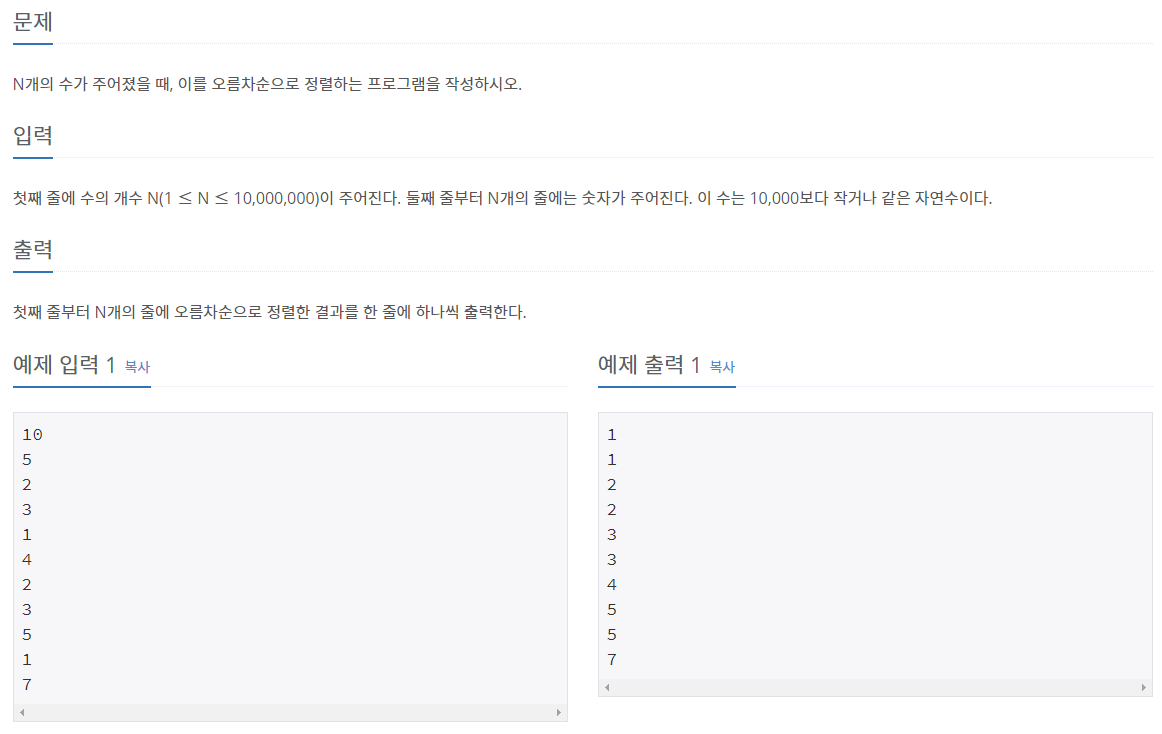 문제
N개의 수가 주어졌을 때, 이를 오름차순으로 정렬하는 프로그램을 작성하시오.
입력
첫째 줄에 수의 개수 N(1 ≤ N ≤ 10,000,000)이 주어진다. 둘째 줄부터 N개의 줄에는 숫자가 주어진다. 이 수는 10,000보다 작거나 같은 자연수이다.
출력
첫째 줄부터 N개의 줄에 오름차순으로 정렬한 결과를 한 줄에 하나씩 출력한다.
예제 입력 1 복사
10
5
2
3
1
4
2
3
5
1
7
예제 출력 1 복사
1
1
2
2
3
3
4
5
5
7